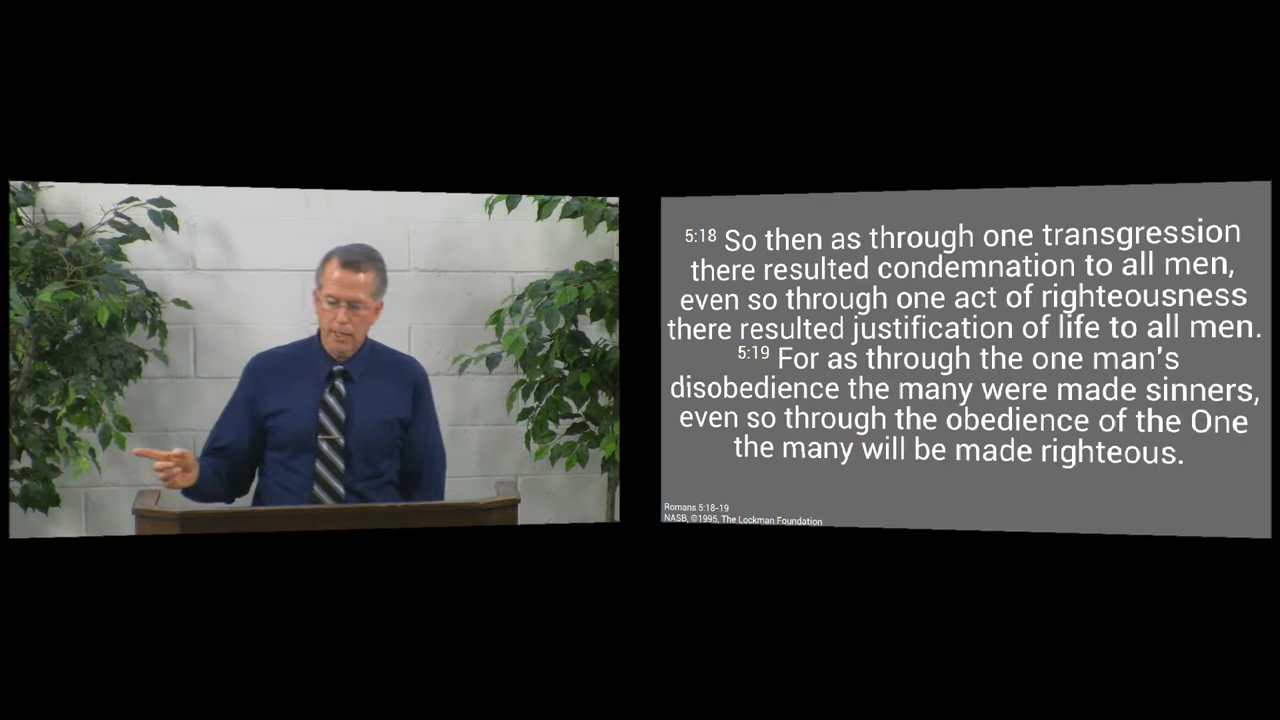 5:18 So then as through one transgression
there resulted condemnation to all men,
even so through one act of righteousness
there resulted justification of life to all men.
5:19 For as through the one man's
disobedience the many were made sinners,
even so through the obedience of the One
the many will be made righteous.
Romans 5:18-19
NASB, ©1995, The Lockman Foundation